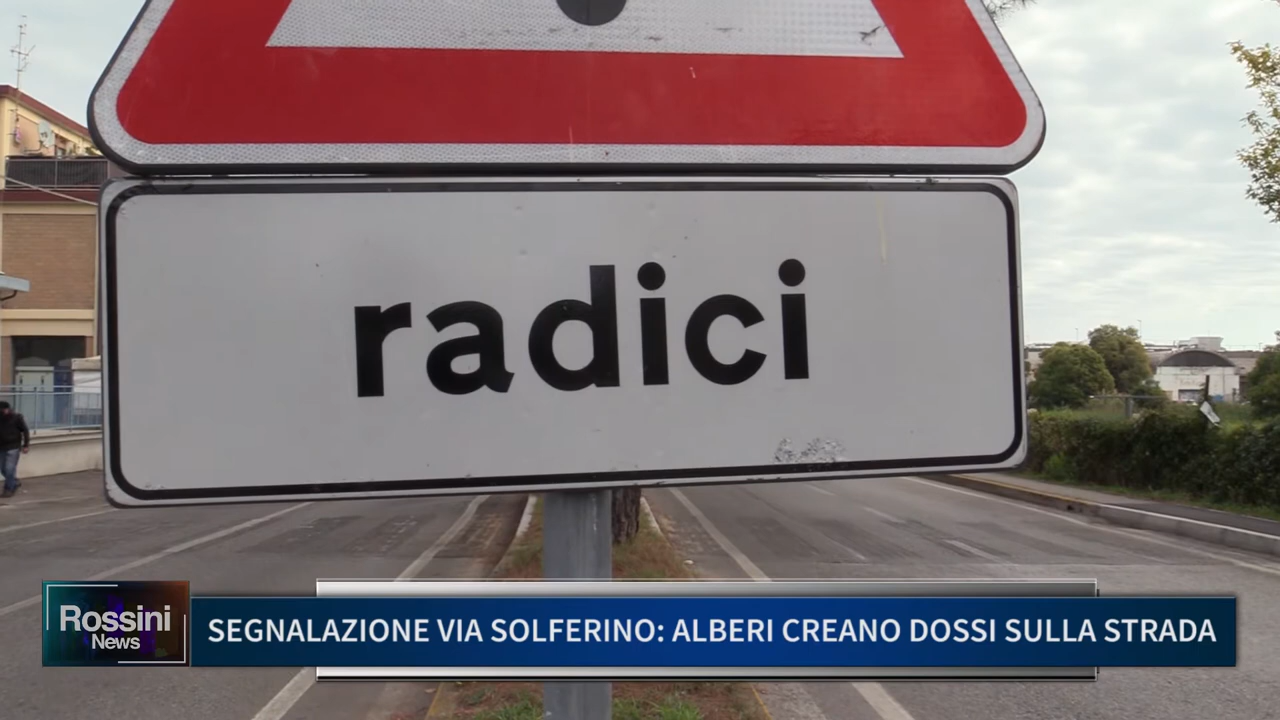 radici
Rossini
News
SEGNALAZIONE VIA SOLFERINO: ALBERI CREANO DOSSI SULLA STRADA